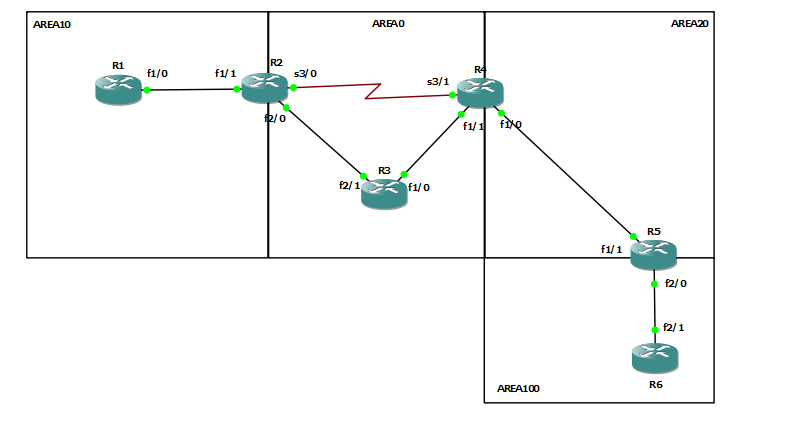 AREA10
AREA0
AREA20
R1
f1/0
f1/1
R2
s3/0
s3/1
R4
f2/0
f1/1
f1/0
R3
f2/1
f1/0
R5
f1/1
f2/0
f2/1
R6
AREA100